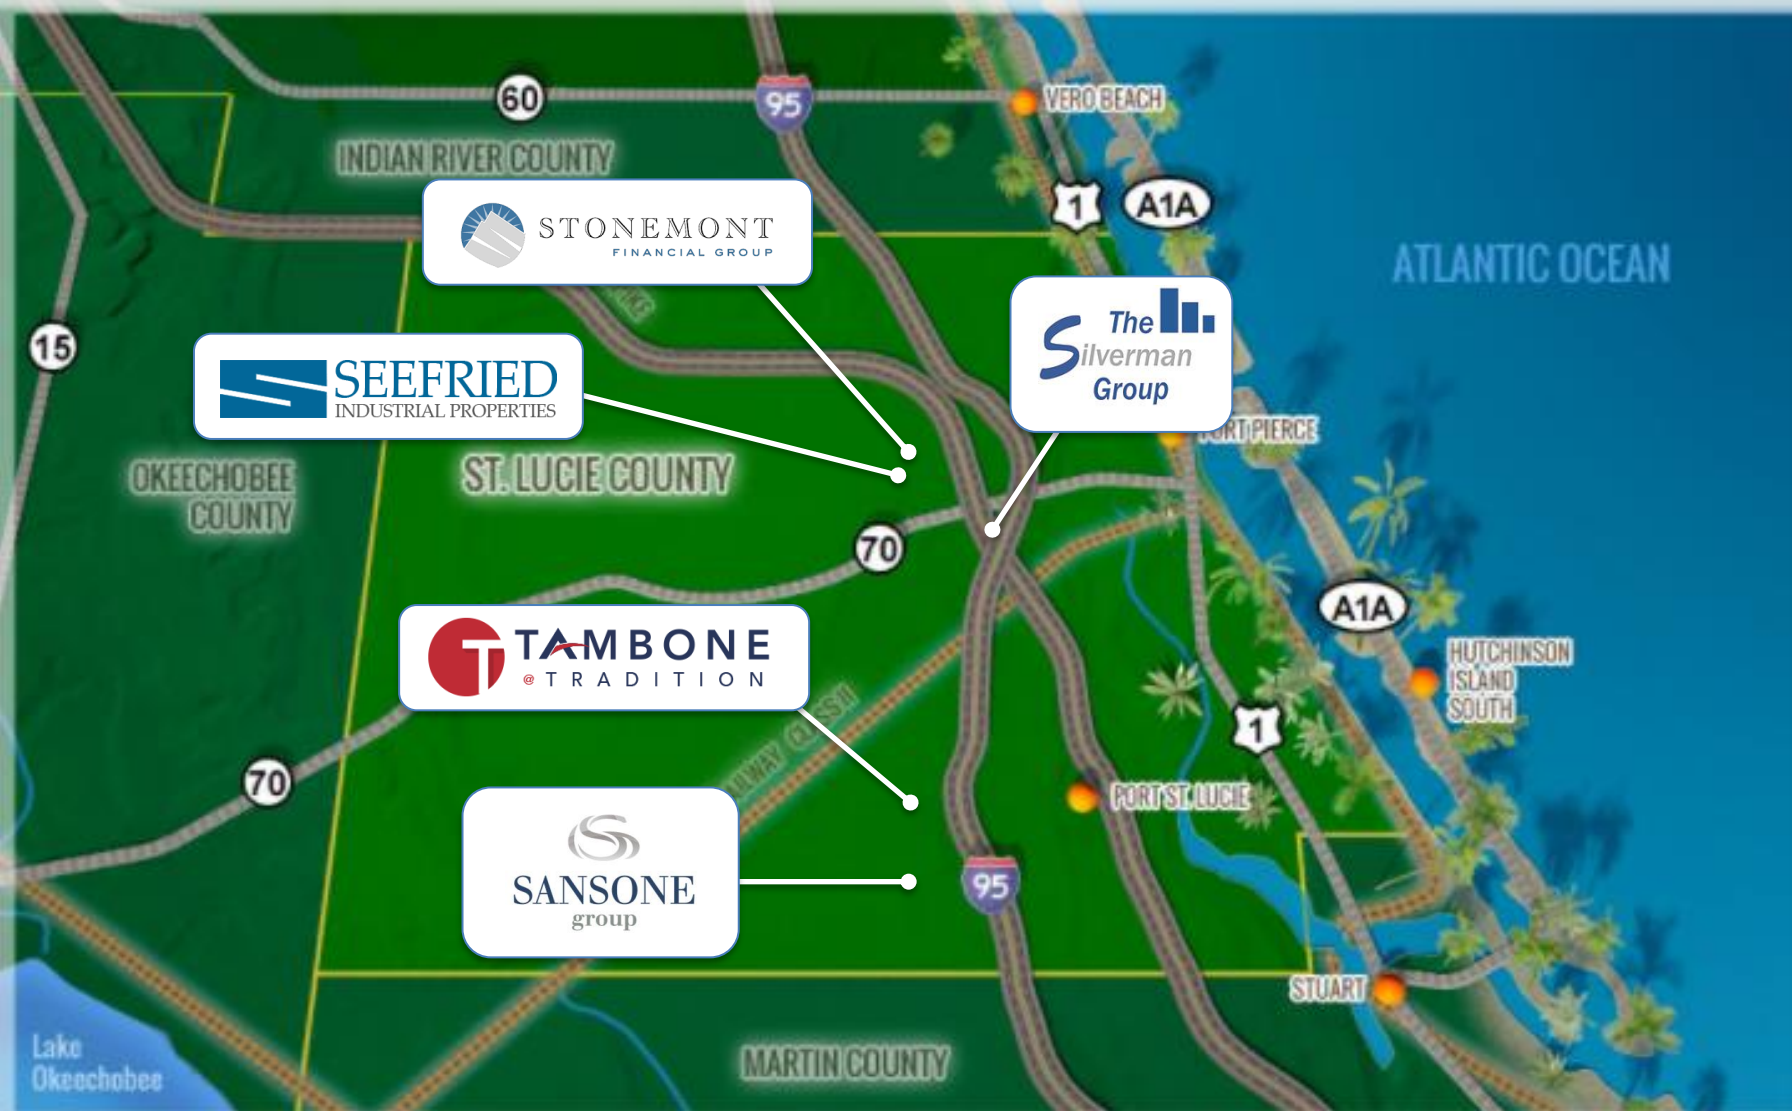 60
95
VERO BEACH
INDIAN RIVER COUNTY
1
A1A
STONEMONT
FINANCIAL GROUP
ATLANTIC OCEAN
The
Silverman
Group
15
SEEFRIED
INDUSTRIAL PROPERTIES
PIERCE
OKEECHOBEE
COUNTY
ST. LUCIE COUNTY
70
A1A
TAMBONE
@ TRADITION
HUTCHINSON
ISLAND
SOUTH
1
70
PORT ST. LUCIE
SANSONE
group
95
STUART
Lake
Okeechobee
MARTIN COUNTY